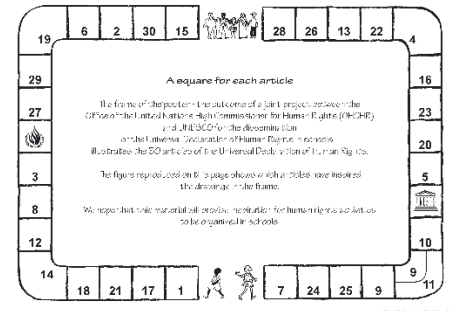 19 6 2 30 15 28 26 13 22 4
29 16
27 23
20
3 5
8
12 10
14 9 11
18 21 17 1 7 24 25 9
A square for each article
The frame of the poster - the outcome of a joint project between the
Office of the United Nations High Commissioner for Human Rights (OHCHR)
and UNESCO for the dissemination
of the Universal Declaration of Human Rights in schools
illustrates the 30 articles of the Universal Declaration of Human Rights.
The figure reproduced on this page shows which articles have inspired
the drawings in the frame.
We hope that this material will provide inspiration for human rights activities
to be organized in schools